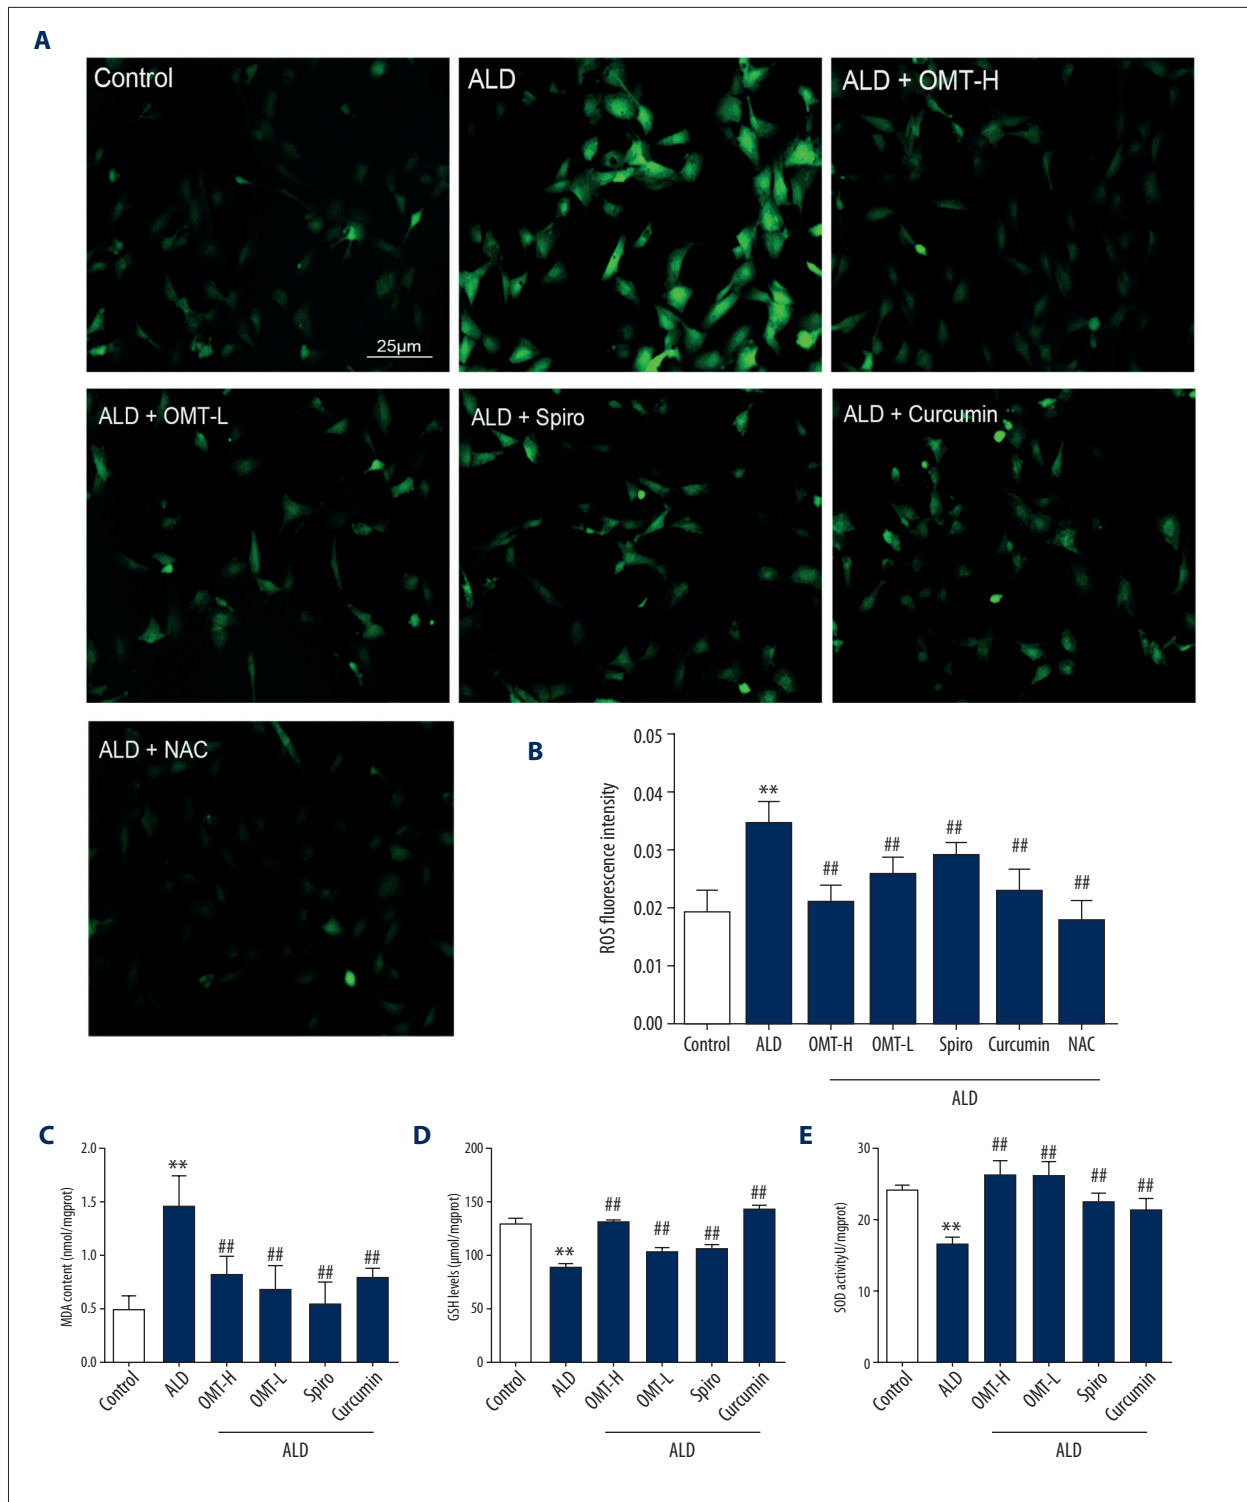 A
Control
ALD
ALD + OMT-H
25µm
ALD + OMT-L
ALD + Spiro
ALD + Curcumin
ALD + NAC
B
ROS fluorescence intensity
0.05
0.04
0.03
0.02
0.01
0.00
**
##
##
##
##
##
Control ALD OMT-H OMT-L Spiro Curcumin NAC
ALD
C
MDA content (nmol/mgprot)
2.0
1.5
1.0
0.5
0.0
**
##
##
##
##
Control ALD OMT-H OMT-L Spiro Curcumin
ALD
D
GSH levels (µmol/mgprot)
200
150
100
50
0
**
##
##
##
##
Control ALD OMT-H OMT-L Spiro Curcumin
ALD
E
SOD activityU/mgprot)
30
20
10
0
**
##
##
##
##
Control ALD OMT-H OMT-L Spiro Curcumin
ALD